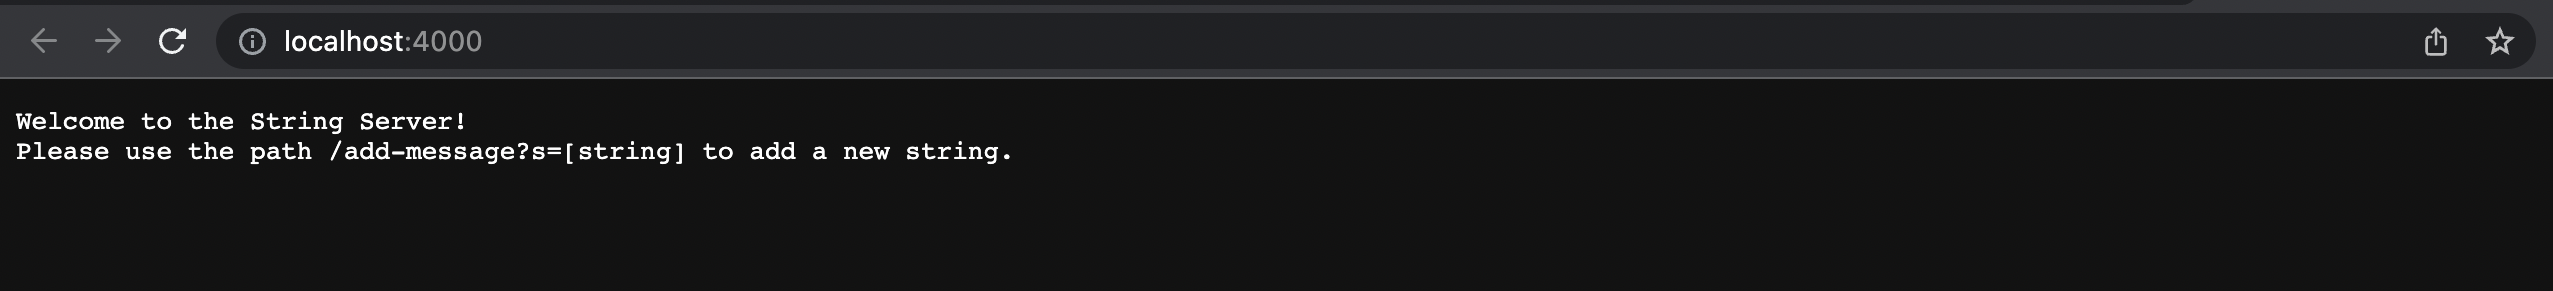 localhost:4000
Welcome to the String Server!
Please use the path /add-message?s=[string] to add a new string.